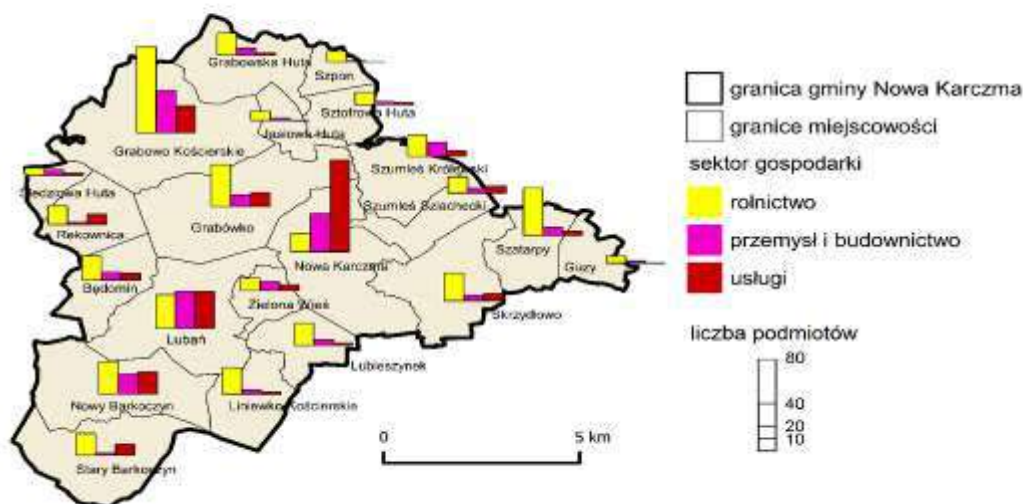 Grabowska Huta
Szpon
Sztofrowa Huta
Jasiowa Huta
Grabowo Kościerskie
Szumleś Królewski
Śledziowa Huta
Szumleś Szlachecki
Rekownica
Grabówko
Szatarpy
Nowa Karczma
Guzy
Będomin
Zielona Wieś
Skrzydłowo
Lubań
Lubieszynek
Nowy Barkoczyn
Liniewko Kościerskie
Stary Barkoczyn
0 5 km
granica gminy Nowa Karczma
granice miejscowości
sektor gospodarki
rolnictwo
przemysł i budownictwo
usługi
liczba podmiotów
80
40
20
10